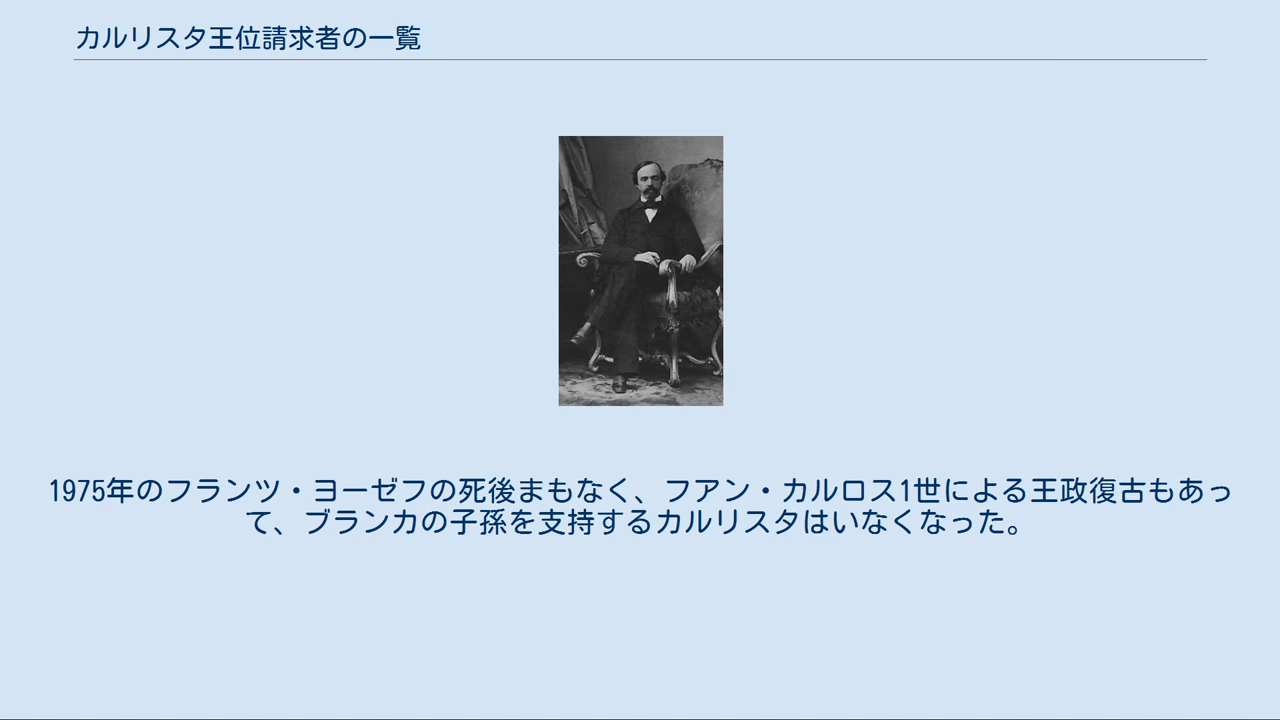 カルリスタ王位請求者の一覧
1975年のフランツ・ヨーゼフの死後まもなく、フアン・カルロス1世による王政復古もあっ
て、ブランカの子孫を支持するカルリスタはいなくなった。